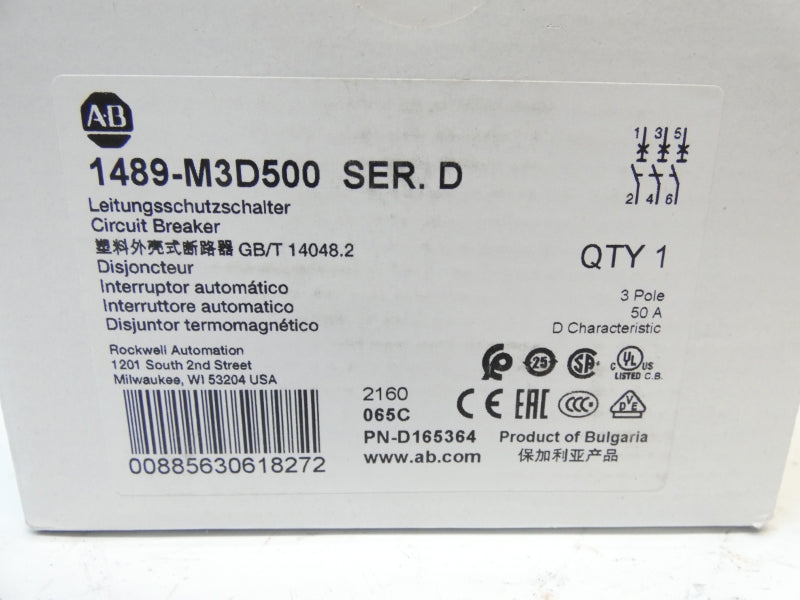 A-B
1489-M3D500 SER. D
Leitungsschutzschalter
Circuit Breaker
塑料外壳式断路器 GB/T 14048.2
Disjoncteur
Interruptor automático
Interruttore automatico
Disjuntor termomagnético
Rockwell Automation
1201 South 2nd Street
Milwaukee, WI 53204 USA
00885630618272
2160
065C
PN-D165364
www.ab.com
1 3 5
2 4 6
QTY 1
3 Pole
50 A
D Characteristic
25 SA C UL US
LISTED C.B.
CE EAC CCC DVE
Product of Bulgaria
保加利亚产品